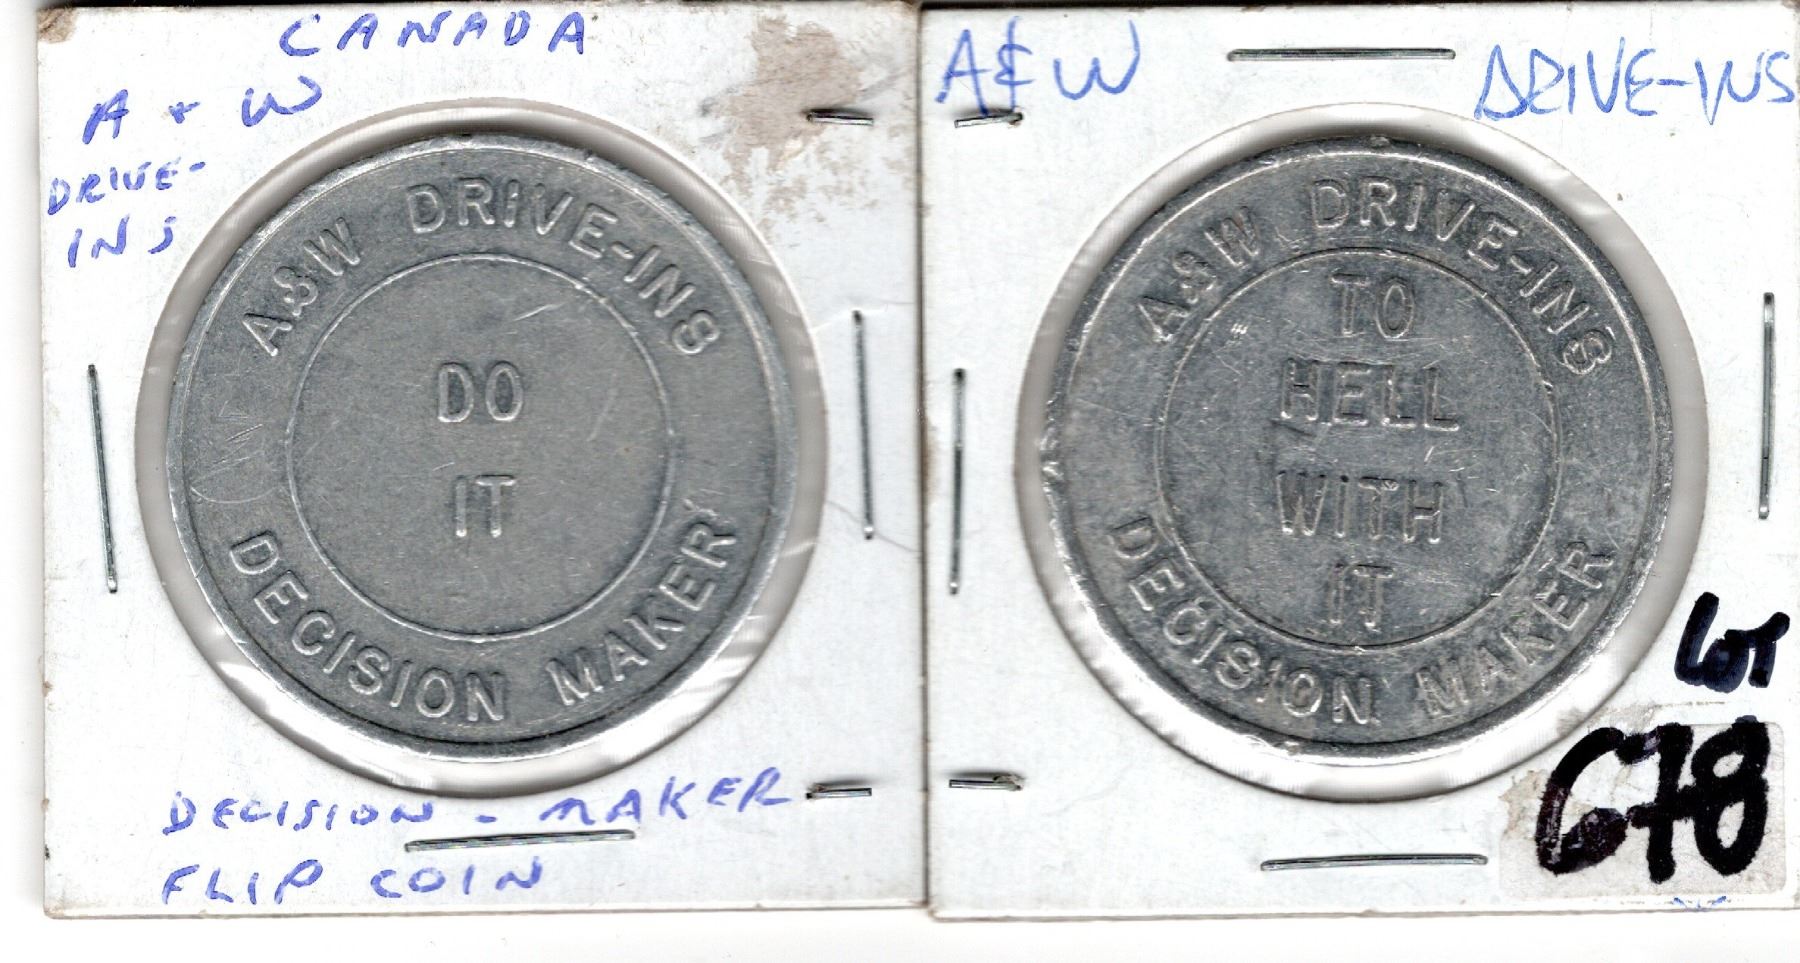 CANADA
A + W
DRIVE-
INS
A&W DRIVE-INS
DO
IT
DECISION MAKER
DECISION - MAKER
FLIP COIN
A&W
DRIVE-INS
A&W DRIVE-INS
TO
HELL
WITH
IT
DECISION MAKER
LOT
678